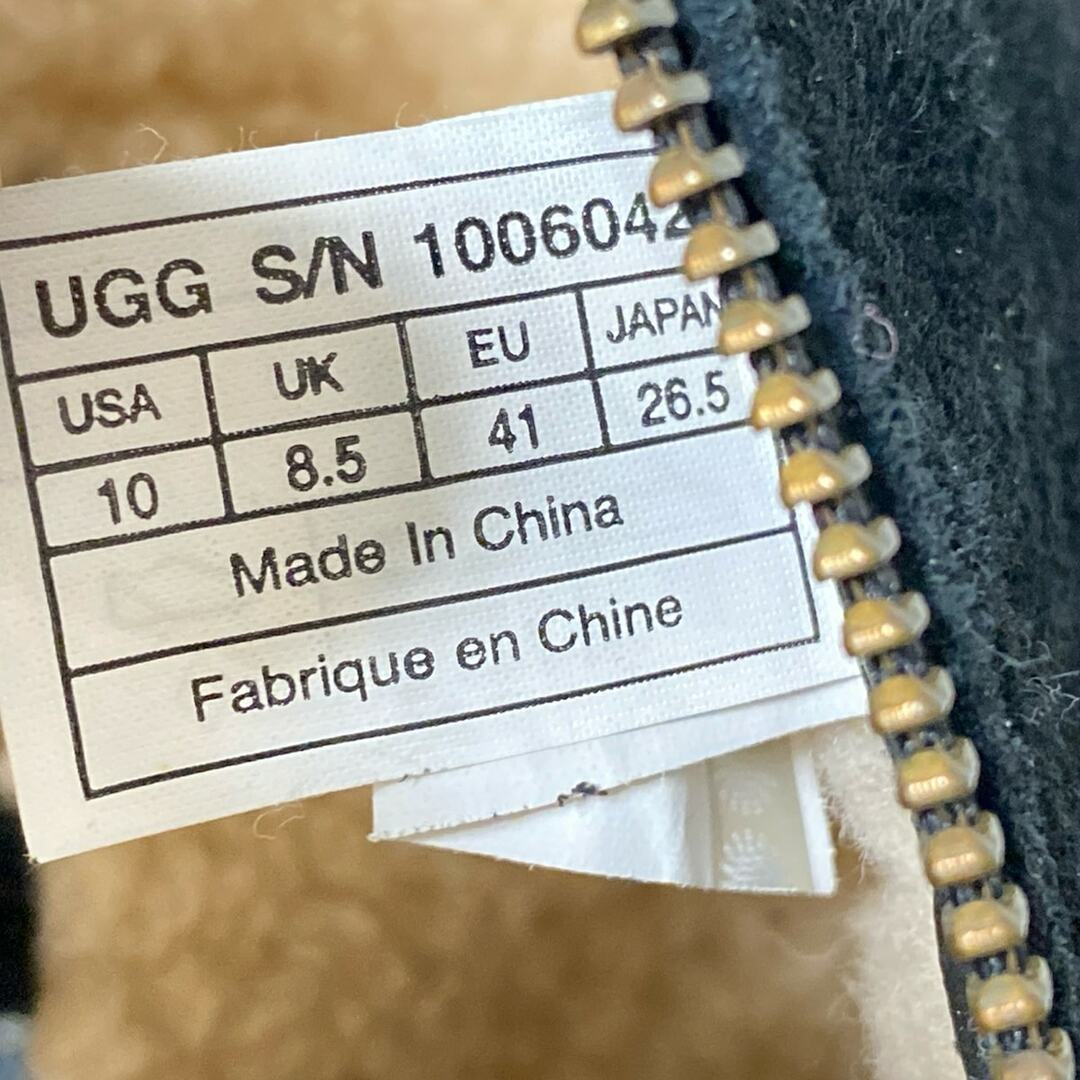 UGG S/N 1006042
USA UK EU JAPAN
10 8.5 41 26.5
Made In China
Fabrique en Chine